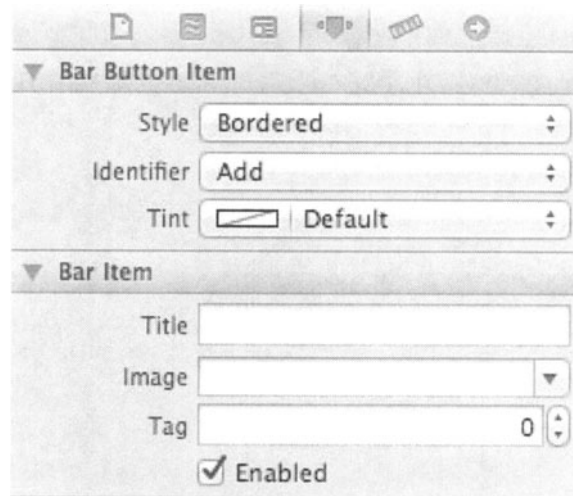 Bar Button Item
Style Bordered
Identifier Add
Tint Default
Bar Item
Title
Image
Tag 0
Enabled